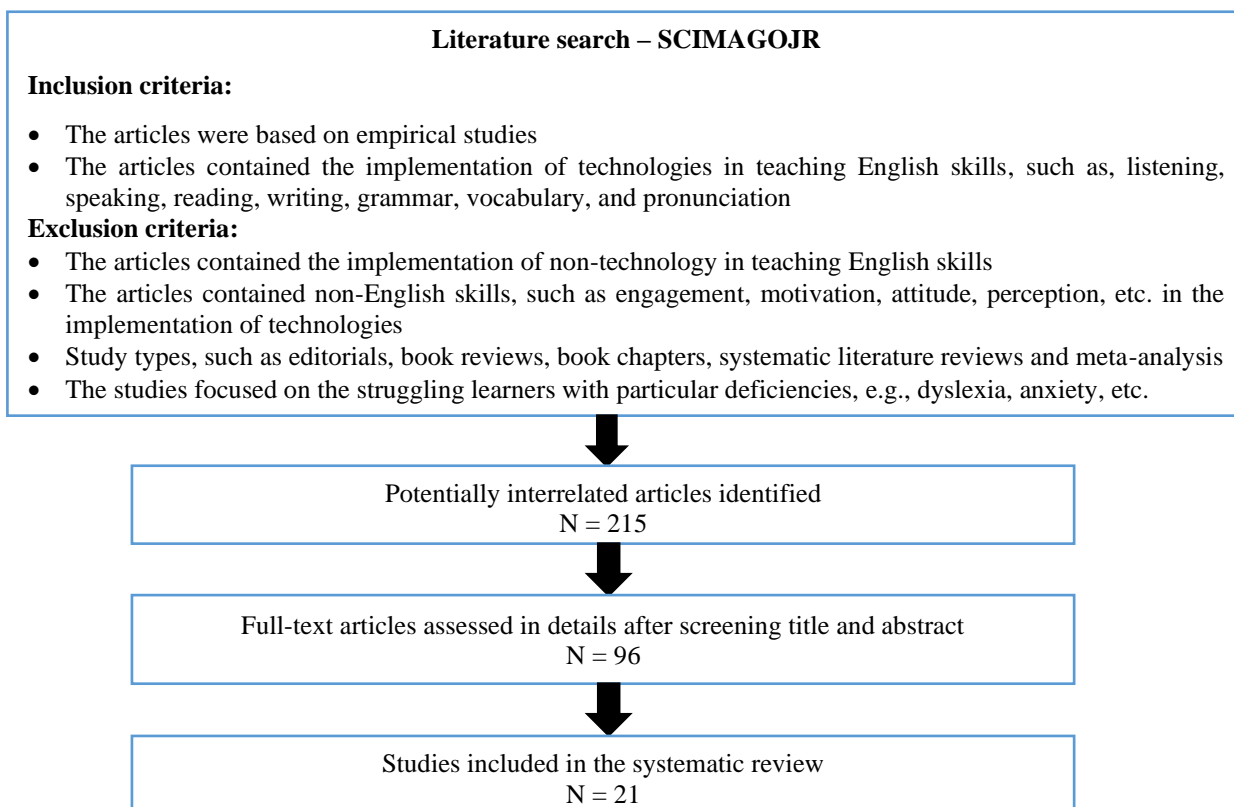 Literature search – SCIMAGOJR
Inclusion criteria:
• The articles were based on empirical studies
• The articles contained the implementation of technologies in teaching English skills, such as, listening,
speaking, reading, writing, grammar, vocabulary, and pronunciation
Exclusion criteria:
• The articles contained the implementation of non-technology in teaching English skills
• The articles contained non-English skills, such as engagement, motivation, attitude, perception, etc. in the
implementation of technologies
• Study types, such as editorials, book reviews, book chapters, systematic literature reviews and meta-analysis
• The studies focused on the struggling learners with particular deficiencies, e.g., dyslexia, anxiety, etc.
Potentially interrelated articles identified
N = 215
Full-text articles assessed in details after screening title and abstract
N = 96
Studies included in the systematic review
N = 21